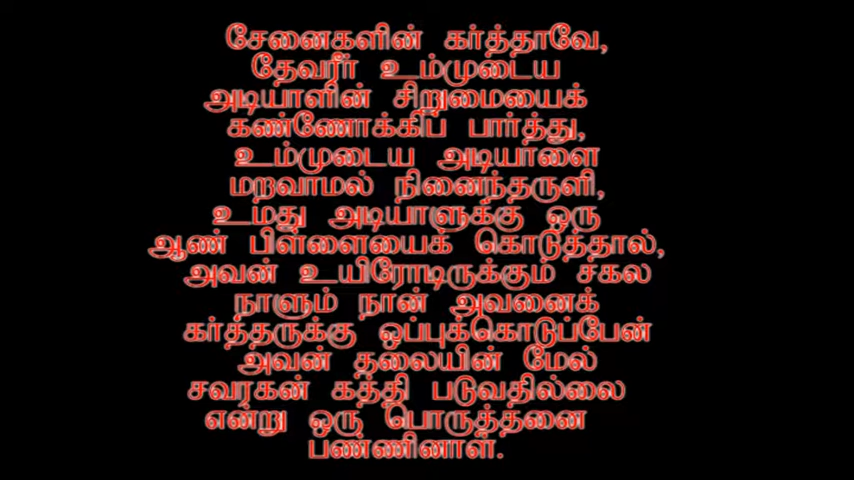 சேனைகளின் கர்த்தாவே,
தேவரீர் உம்முடைய
அடியாளின் சிறுமையைக்
கண்ணோக்கிப் பார்த்து,
உம்முடைய அடியாளை
மறவாமல் நினைந்தருளி,
உமது அடியாளுக்கு ஒரு
ஆண் பிள்ளையைக் கொடுத்தால்,
அவன் உயிரோடிருக்கும் சகல
நாளும் நான் அவனைக்
கர்த்தருக்கு ஒப்புக்கொடுப்பேன்
அவன் தலையின் மேல்
சவரகன் கத்தி படுவதில்லை
என்று ஒரு பொருத்தனை
பண்ணினாள்.